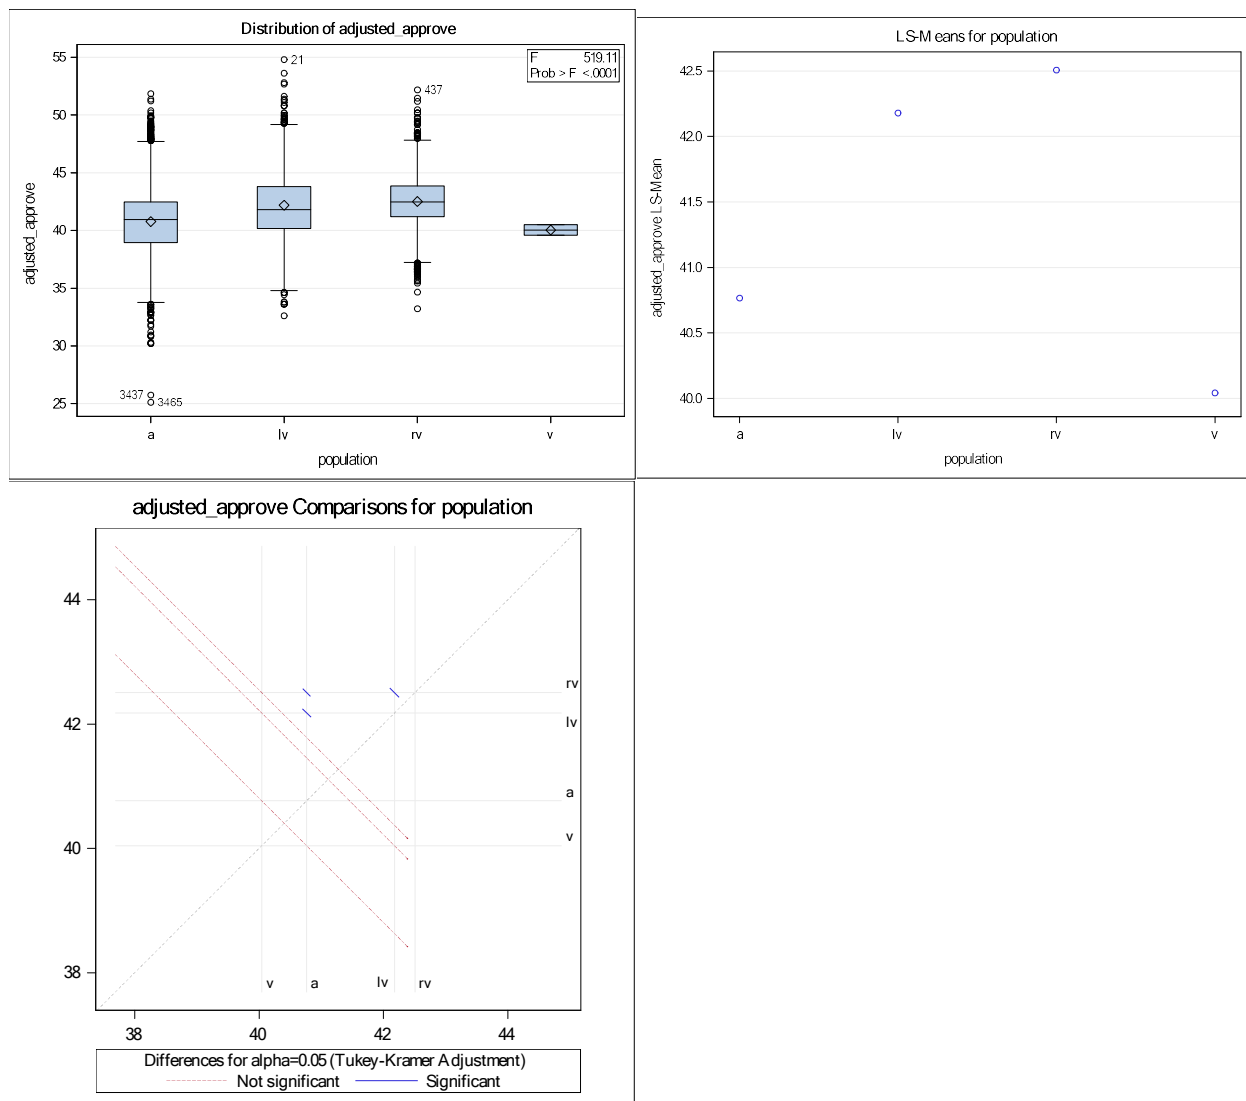 Distribution of adjusted_approve
F 519.11
Prob > F <.0001
55
50
45
40
35
30
25
21
437
3437
3465
adjusted_approve
a lv rv v
population
LS-Means for population
42.5
42.0
41.5
41.0
40.5
40.0
adjusted_approve LS-Mean
a lv rv v
population
adjusted_approve Comparisons for population
44
42
40
38
rv
lv
a
v
v a lv rv
38 40 42 44
Differences for alpha=0.05 (Tukey-Kramer Adjustment)
Not significant Significant